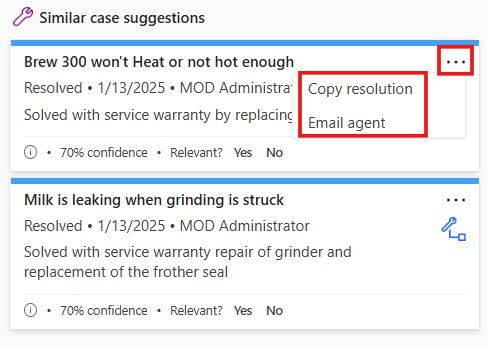 Similar case suggestions
Brew 300 won't Heat or not hot enough
Resolved • 1/13/2025 • MOD Administrator
Solved with service warranty by replacing
Copy resolution
Email agent
• 70% confidence • Relevant? Yes No
Milk is leaking when grinding is struck
Resolved • 1/13/2025 • MOD Administrator
Solved with service warranty repair of grinder and
replacement of the frother seal
• 70% confidence • Relevant? Yes No